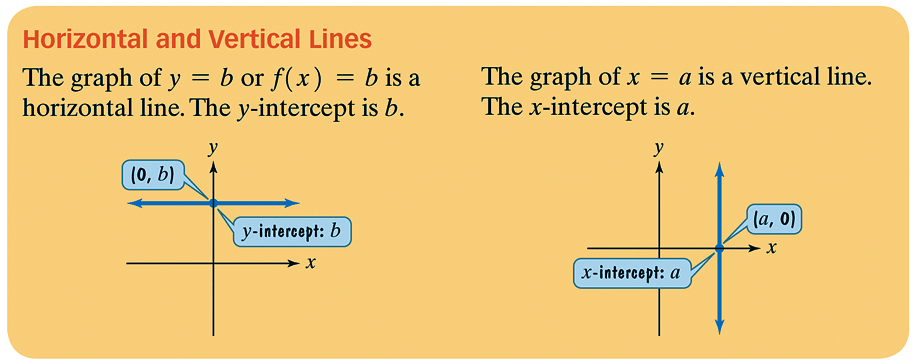 Horizontal and Vertical Lines
The graph of y = b or f(x) = b is a
horizontal line. The y-intercept is b.
y
(0, b)
y-intercept: b
x
The graph of x = a is a vertical line.
The x-intercept is a.
y
(a, 0)
x
x-intercept: a